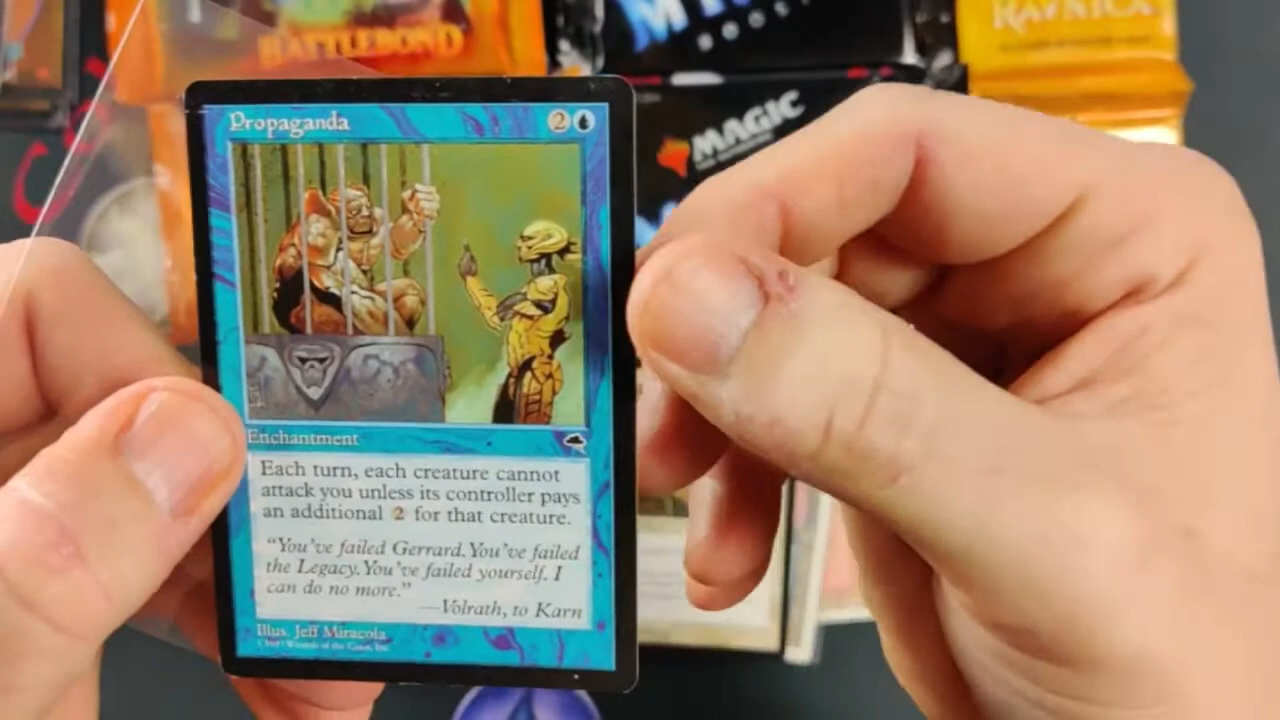 BATTLEBOND
RAVNICA
MAGIC
Propaganda 2
Enchantment
Each turn, each creature cannot
attack you unless its controller pays
an additional 2 for that creature.
“You’ve failed Gerrard. You’ve failed
the Legacy. You’ve failed yourself. I
can do no more.”
—Volrath, to Karn
Illus. Jeff Miracola